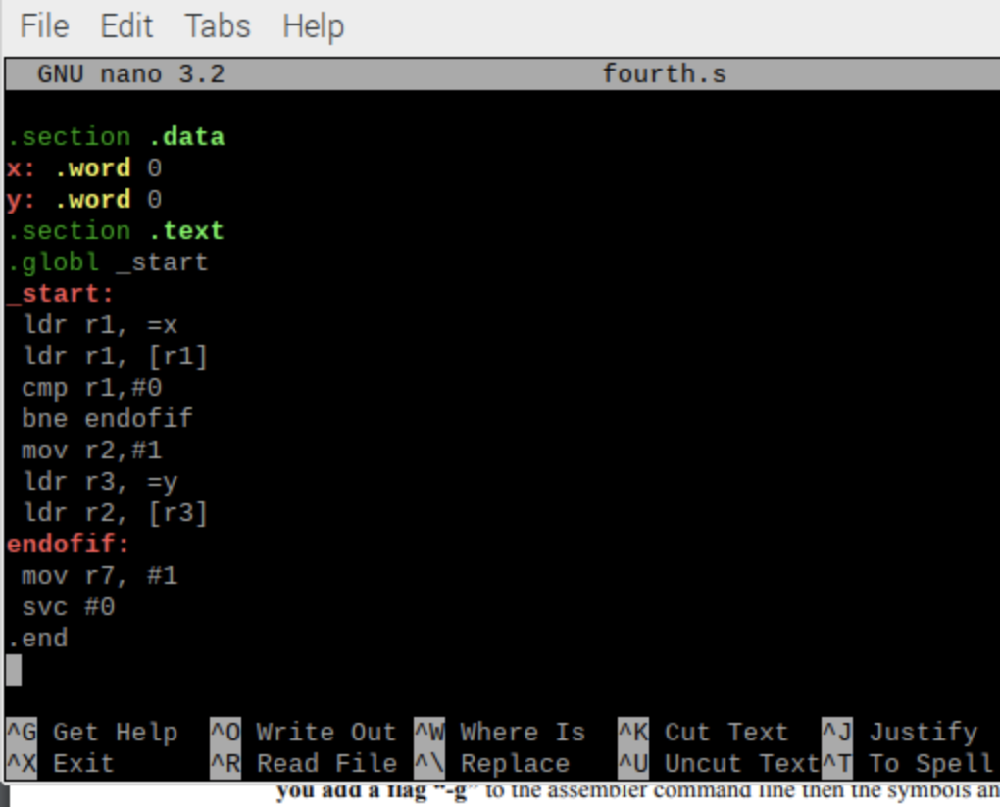 File Edit Tabs Help
GNU nano 3.2 fourth.s
.section .data
x: .word 0
y: .word 0
.section .text
.globl _start
_start:
ldr r1, =x
ldr r1, [r1]
cmp r1,#0
bne endofif
mov r2,#1
ldr r3, =y
ldr r2, [r3]
endofif:
mov r7, #1
svc #0
.end
^G Get Help ^O Write Out ^W Where Is ^K Cut Text ^J Justify
^X Exit ^R Read File ^\ Replace ^U Uncut Text ^T To Spell
you add a flag “-g” to the assembler command line then the symbols an